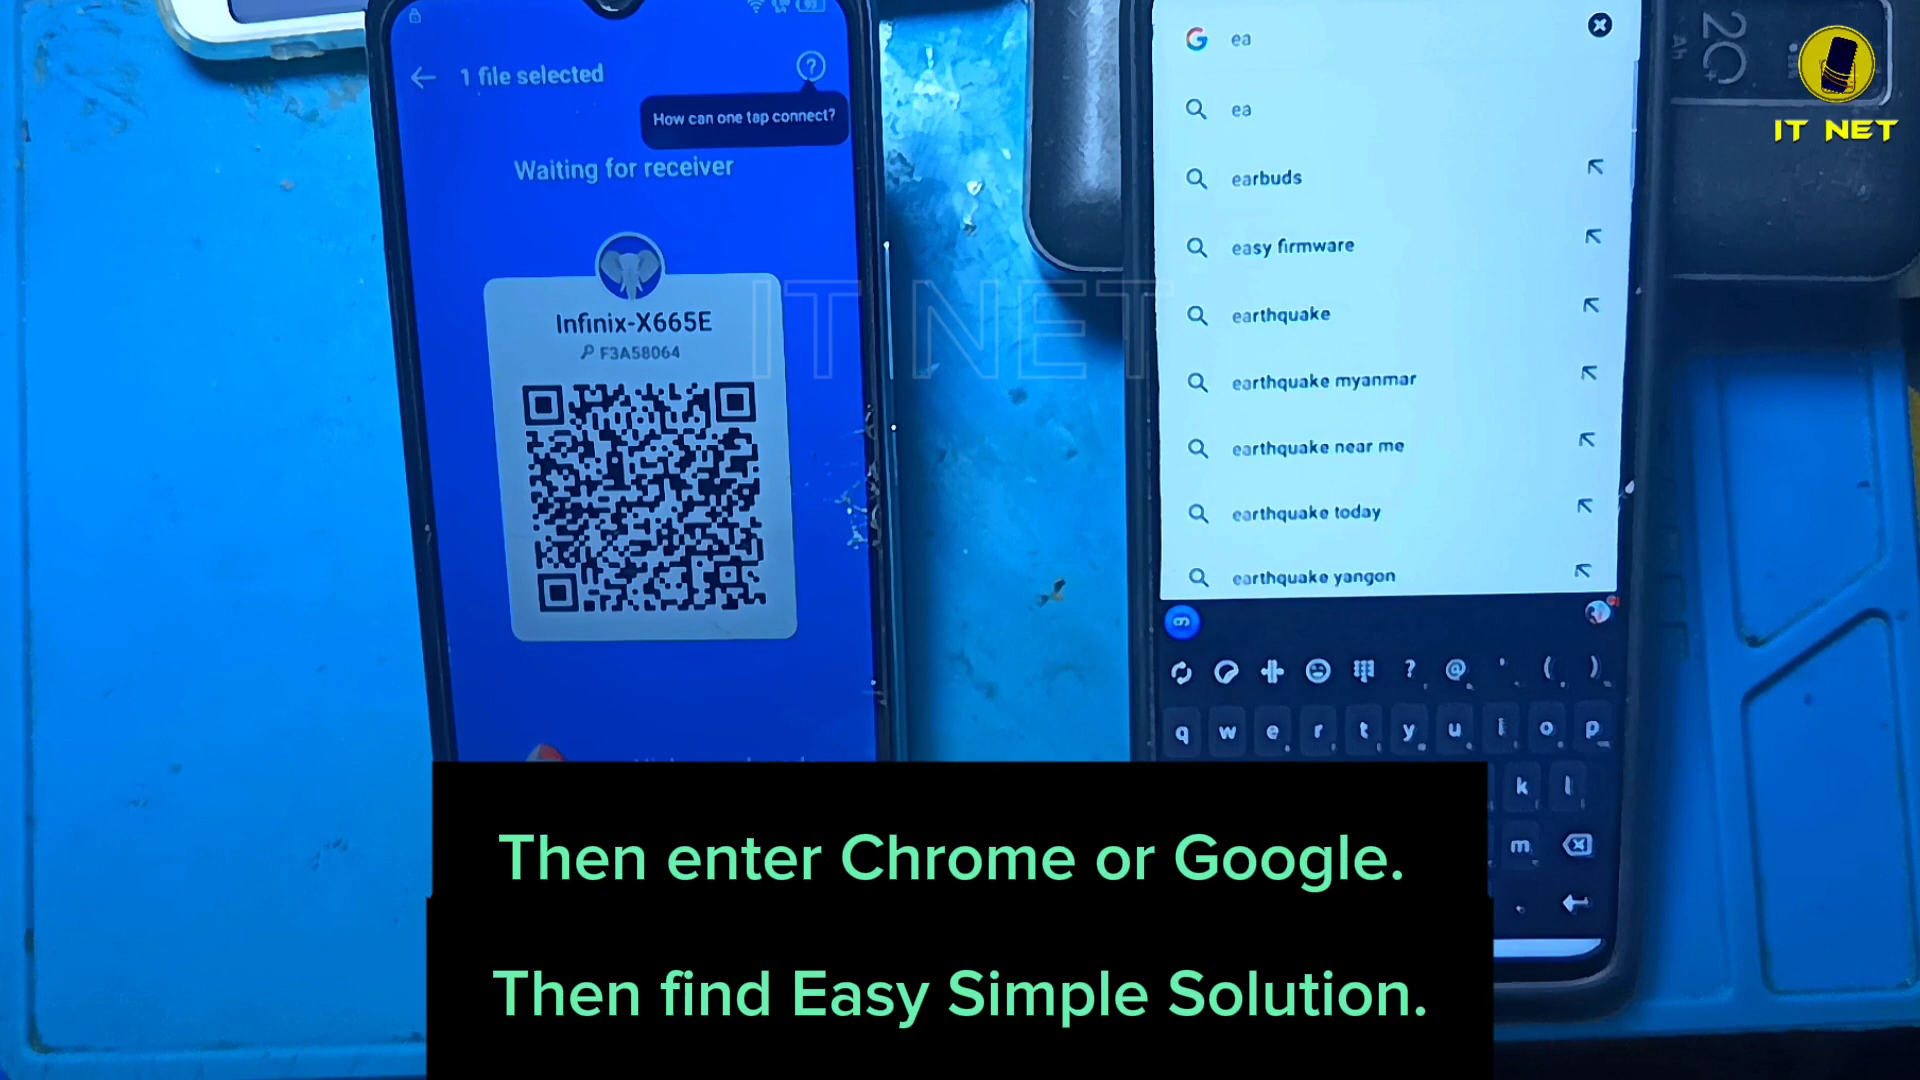 1 file selected
How can one tap connect?
Waiting for receiver
Infinix-X665E
F3A58064
ea
ea
earbuds
easy firmware
earthquake
earthquake myanmar
earthquake near me
earthquake today
earthquake yangon
? @ ' ( )
q w e r t y u i o p
k l
m
.
20
Ah
IT NET
IT NET
Then enter Chrome or Google.
Then find Easy Simple Solution.